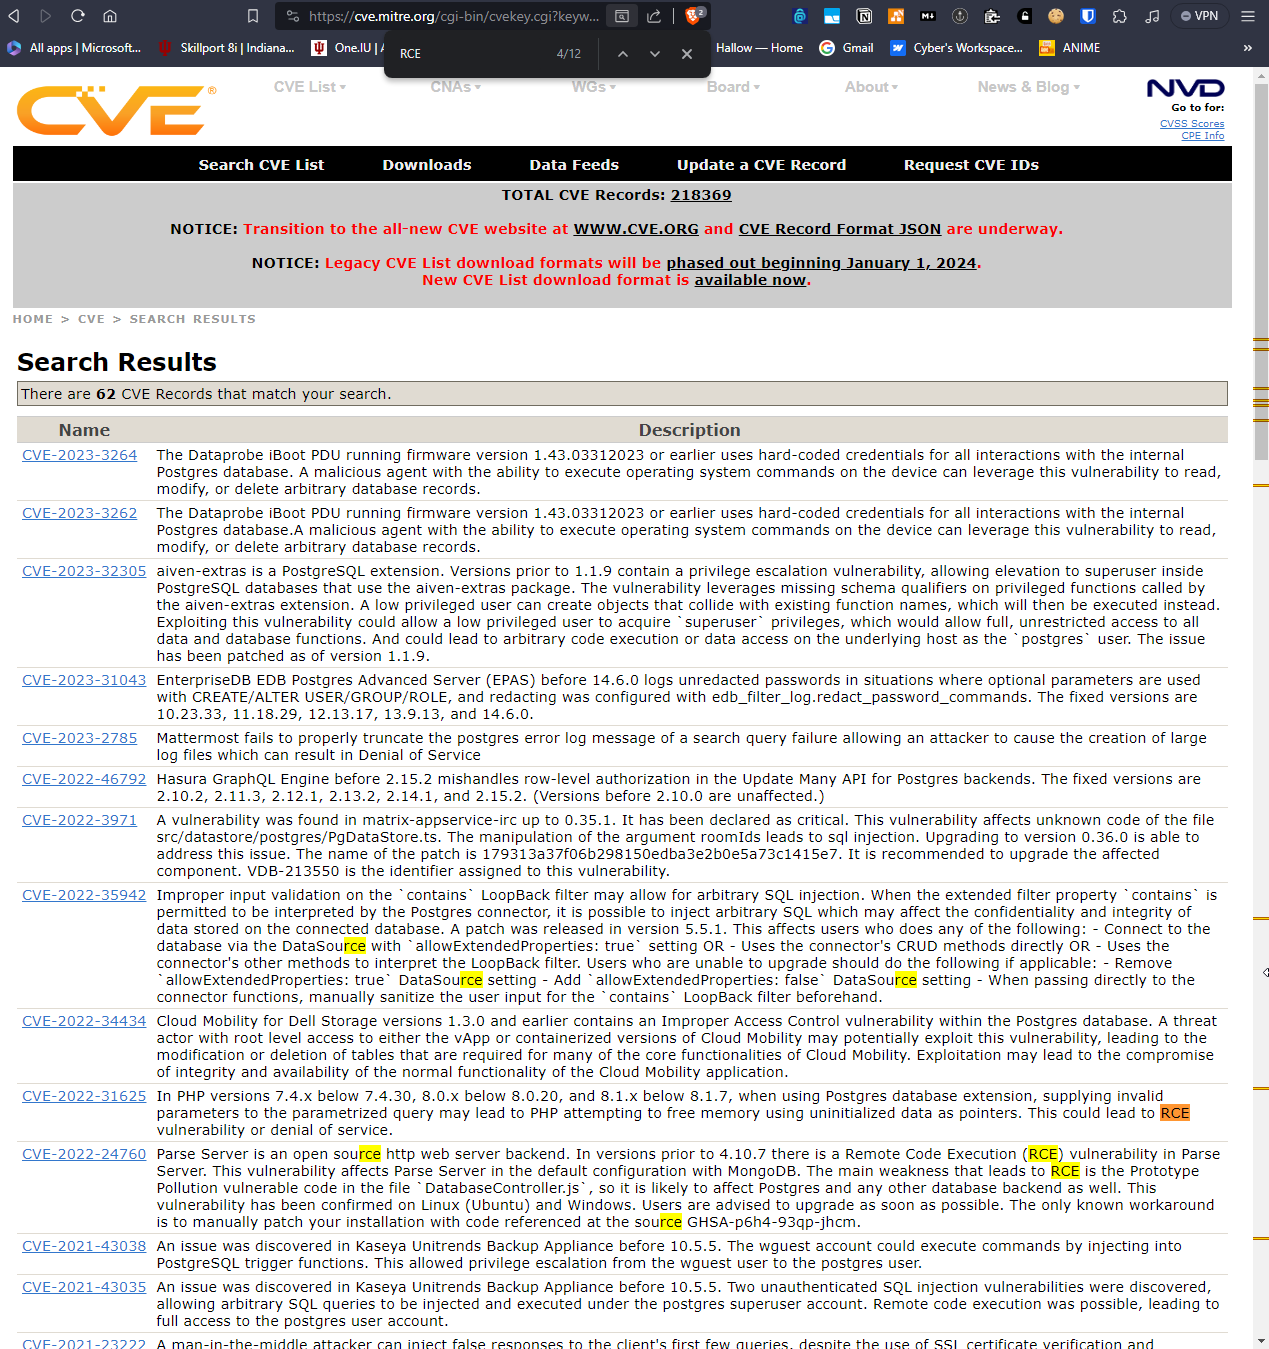 https://cve.mitre.org/cgi-bin/cvekey.cgi?keyw...
2
VPN
All apps | Microsoft...
Skillport 8i | Indiana...
One.IU |
Hallow — Home
Gmail
Cyber's Workspace...
ANIME
»
RCE
4/12
CVE®
CVE List
CNAs
WGs
Board
About
News & Blog
NVD
Go to for:
CVSS Scores
CPE Info
Search CVE List
Downloads
Data Feeds
Update a CVE Record
Request CVE IDs
TOTAL CVE Records: 218369
NOTICE: Transition to the all-new CVE website at WWW.CVE.ORG and CVE Record Format JSON are underway.
NOTICE: Legacy CVE List download formats will be phased out beginning January 1, 2024.
New CVE List download format is available now.
HOME > CVE > SEARCH RESULTS
Search Results
There are 62 CVE Records that match your search.
Name Description
CVE-2023-3264 The Dataprobe iBoot PDU running firmware version 1.43.03312023 or earlier uses hard-coded credentials for all interactions with the internal
Postgres database. A malicious agent with the ability to execute operating system commands on the device can leverage this vulnerability to read,
modify, or delete arbitrary database records.
CVE-2023-3262 The Dataprobe iBoot PDU running firmware version 1.43.03312023 or earlier uses hard-coded credentials for all interactions with the internal
Postgres database.A malicious agent with the ability to execute operating system commands on the device can leverage this vulnerability to read,
modify, or delete arbitrary database records.
CVE-2023-32305 aiven-extras is a PostgreSQL extension. Versions prior to 1.1.9 contain a privilege escalation vulnerability, allowing elevation to superuser inside
PostgreSQL databases that use the aiven-extras package. The vulnerability leverages missing schema qualifiers on privileged functions called by
the aiven-extras extension. A low privileged user can create objects that collide with existing function names, which will then be executed instead.
Exploiting this vulnerability could allow a low privileged user to acquire `superuser` privileges, which would allow full, unrestricted access to all
data and database functions. And could lead to arbitrary code execution or data access on the underlying host as the `postgres` user. The issue
has been patched as of version 1.1.9.
CVE-2023-31043 EnterpriseDB EDB Postgres Advanced Server (EPAS) before 14.6.0 logs unredacted passwords in situations where optional parameters are used
with CREATE/ALTER USER/GROUP/ROLE, and redacting was configured with edb_filter_log.redact_password_commands. The fixed versions are
10.23.33, 11.18.29, 12.13.17, 13.9.13, and 14.6.0.
CVE-2023-2785 Mattermost fails to properly truncate the postgres error log message of a search query failure allowing an attacker to cause the creation of large
log files which can result in Denial of Service
CVE-2022-46792 Hasura GraphQL Engine before 2.15.2 mishandles row-level authorization in the Update Many API for Postgres backends. The fixed versions are
2.10.2, 2.11.3, 2.12.1, 2.13.2, 2.14.1, and 2.15.2. (Versions before 2.10.0 are unaffected.)
CVE-2022-3971 A vulnerability was found in matrix-appservice-irc up to 0.35.1. It has been declared as critical. This vulnerability affects unknown code of the file
src/datastore/postgres/PgDataStore.ts. The manipulation of the argument roomIds leads to sql injection. Upgrading to version 0.36.0 is able to
address this issue. The name of the patch is 179313a37f06b298150edba3e2b0e5a73c1415e7. It is recommended to upgrade the affected
component. VDB-213550 is the identifier assigned to this vulnerability.
CVE-2022-35942 Improper input validation on the `contains` LoopBack filter may allow for arbitrary SQL injection. When the extended filter property `contains` is
permitted to be interpreted by the Postgres connector, it is possible to inject arbitrary SQL which may affect the confidentiality and integrity of
data stored on the connected database. A patch was released in version 5.5.1. This affects users who does any of the following: - Connect to the
database via the DataSource with `allowExtendedProperties: true` setting OR - Uses the connector's CRUD methods directly OR - Uses the
connector's other methods to interpret the LoopBack filter. Users who are unable to upgrade should do the following if applicable: - Remove
`allowExtendedProperties: true` DataSource setting - Add `allowExtendedProperties: false` DataSource setting - When passing directly to the
connector functions, manually sanitize the user input for the `contains` LoopBack filter beforehand.
CVE-2022-34434 Cloud Mobility for Dell Storage versions 1.3.0 and earlier contains an Improper Access Control vulnerability within the Postgres database. A threat
actor with root level access to either the vApp or containerized versions of Cloud Mobility may potentially exploit this vulnerability, leading to the
modification or deletion of tables that are required for many of the core functionalities of Cloud Mobility. Exploitation may lead to the compromise
of integrity and availability of the normal functionality of the Cloud Mobility application.
CVE-2022-31625 In PHP versions 7.4.x below 7.4.30, 8.0.x below 8.0.20, and 8.1.x below 8.1.7, when using Postgres database extension, supplying invalid
parameters to the parametrized query may lead to PHP attempting to free memory using uninitialized data as pointers. This could lead to RCE
vulnerability or denial of service.
CVE-2022-24760 Parse Server is an open source http web server backend. In versions prior to 4.10.7 there is a Remote Code Execution (RCE) vulnerability in Parse
Server. This vulnerability affects Parse Server in the default configuration with MongoDB. The main weakness that leads to RCE is the Prototype
Pollution vulnerable code in the file `DatabaseController.js`, so it is likely to affect Postgres and any other database backend as well. This
vulnerability has been confirmed on Linux (Ubuntu) and Windows. Users are advised to upgrade as soon as possible. The only known workaround
is to manually patch your installation with code referenced at the source GHSA-p6h4-93qp-jhcm.
CVE-2021-43038 An issue was discovered in Kaseya Unitrends Backup Appliance before 10.5.5. The wguest account could execute commands by injecting into
PostgreSQL trigger functions. This allowed privilege escalation from the wguest user to the postgres user.
CVE-2021-43035 An issue was discovered in Kaseya Unitrends Backup Appliance before 10.5.5. Two unauthenticated SQL injection vulnerabilities were discovered,
allowing arbitrary SQL queries to be injected and executed under the postgres superuser account. Remote code execution was possible, leading to
full access to the postgres user account.
CVE-2021-23222 A man-in-the-middle attacker can inject false responses to the client's first few queries, despite the use of SSL certificate verification and